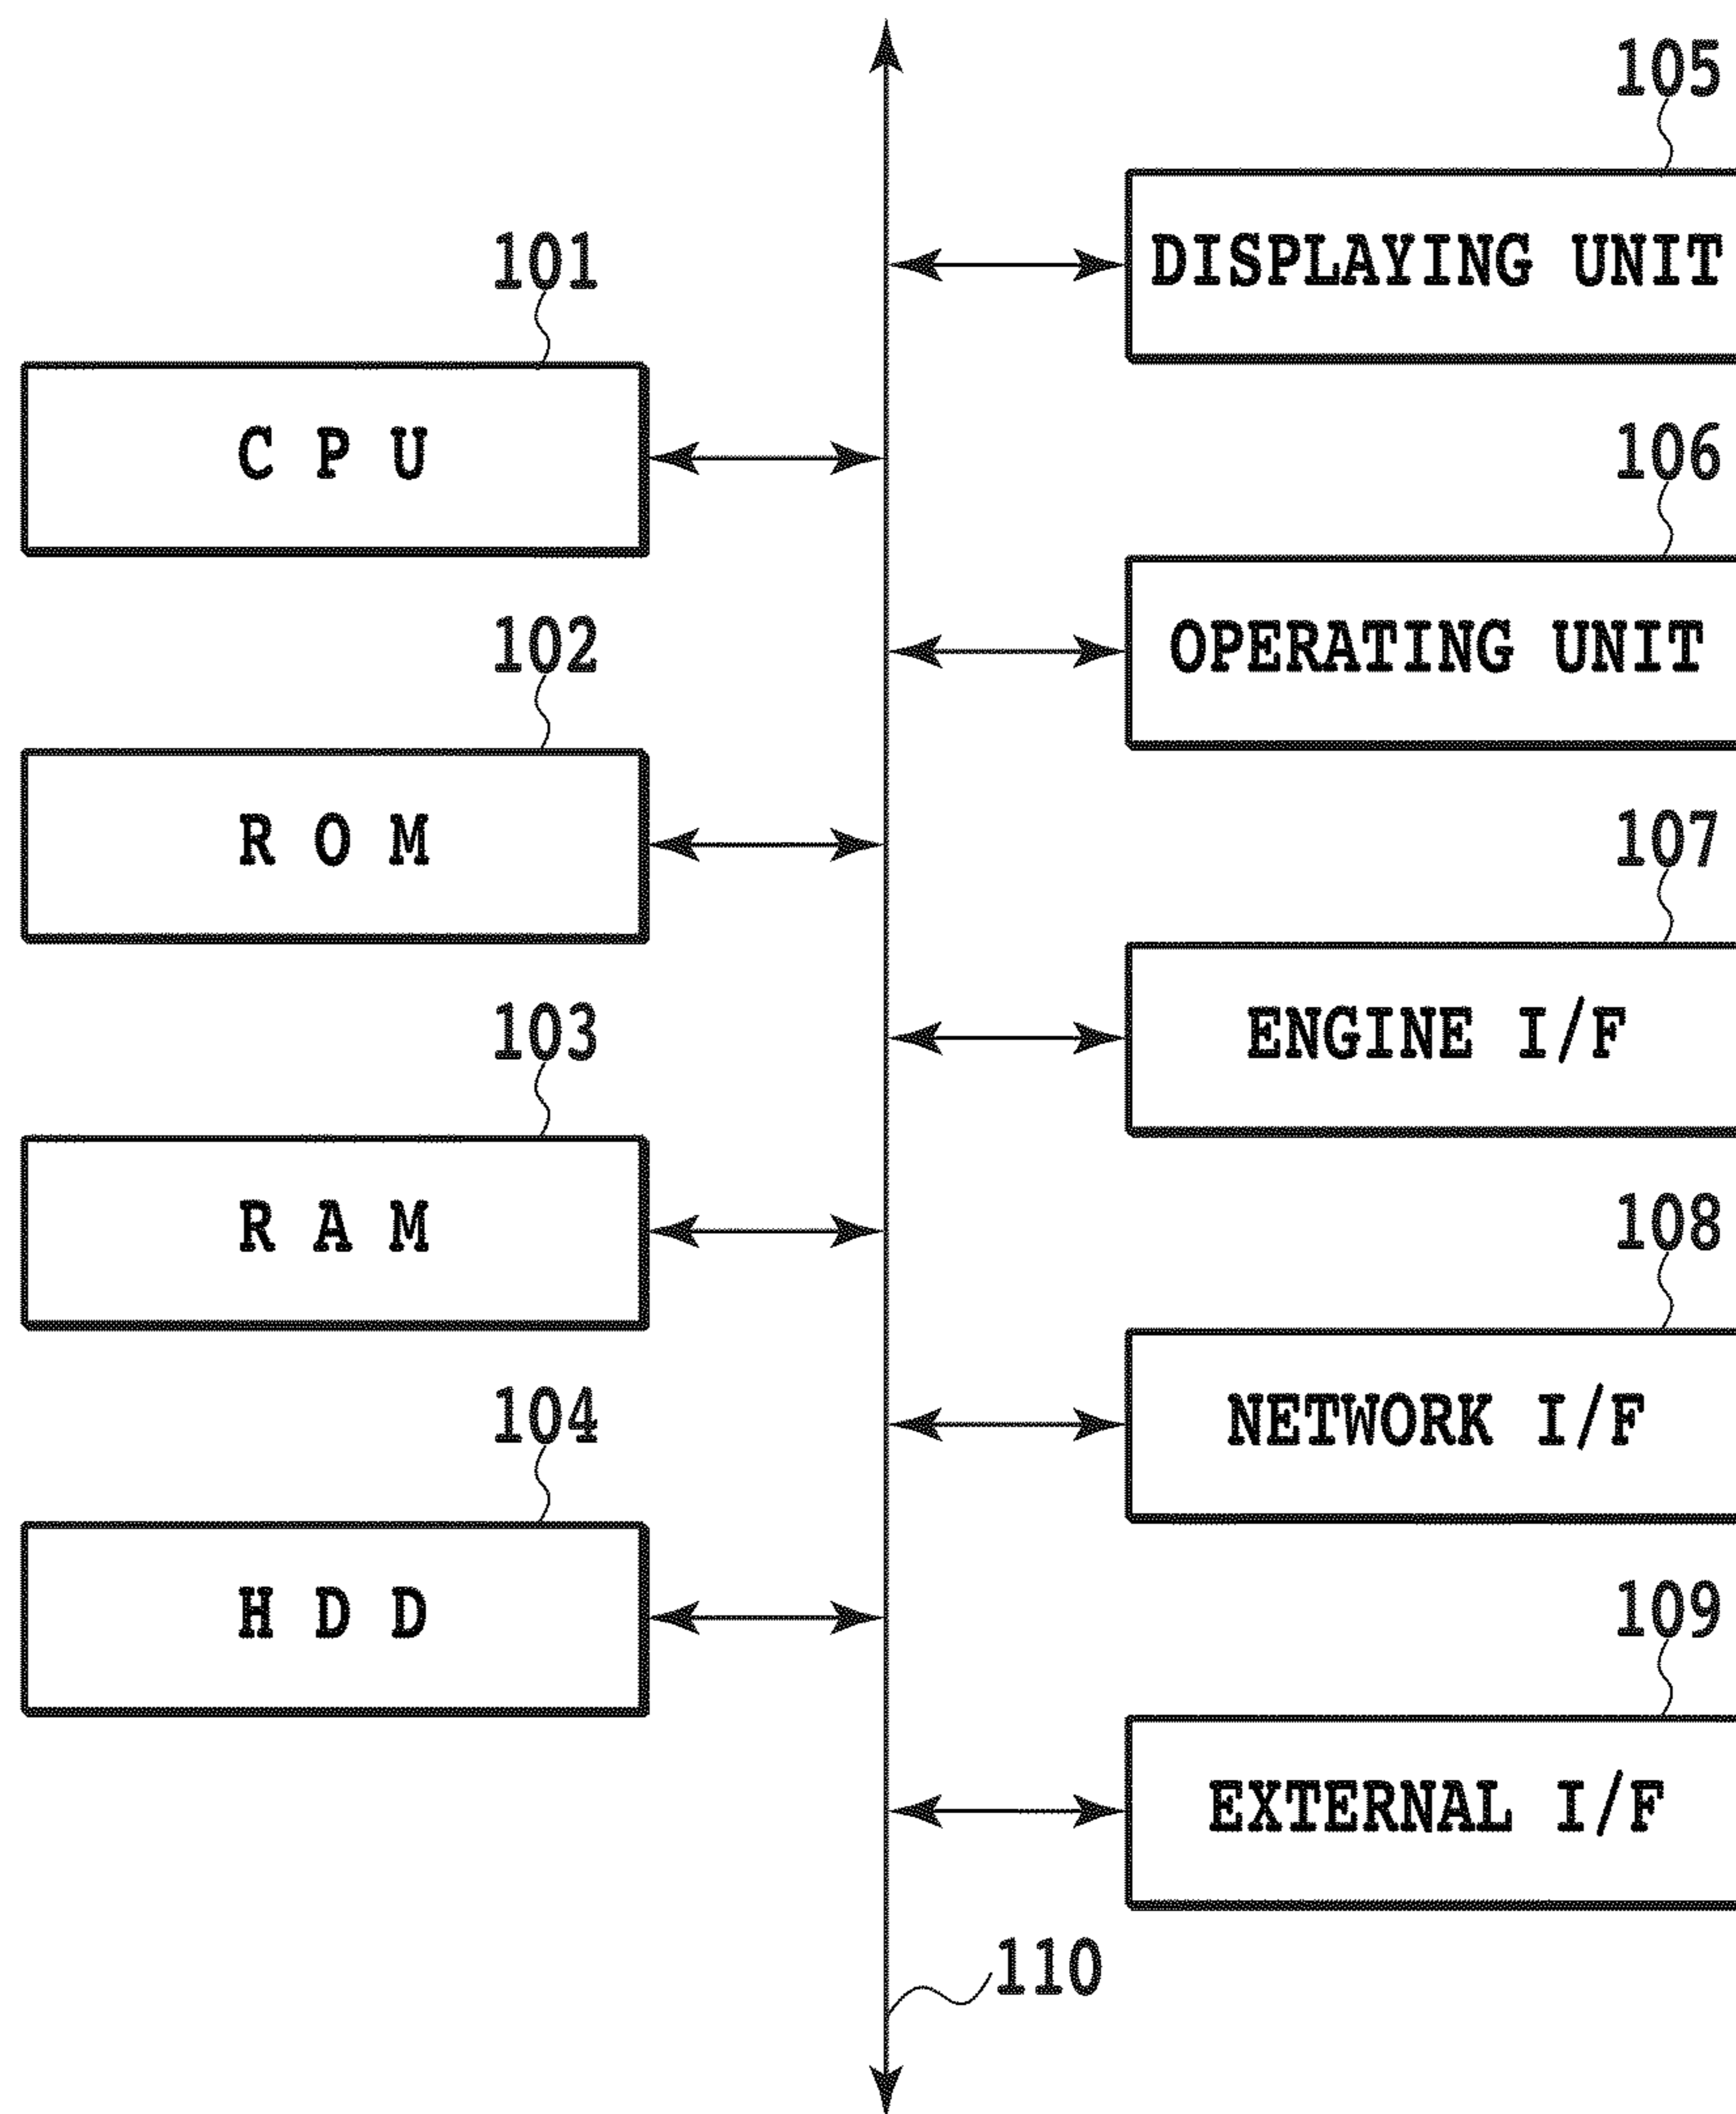 105
DISPLAYING UNIT
101
C P U
106
OPERATING UNIT
102
R O M
107
ENGINE I/F
103
R A M
108
NETWORK I/F
104
H D D
109
EXTERNAL I/F
110